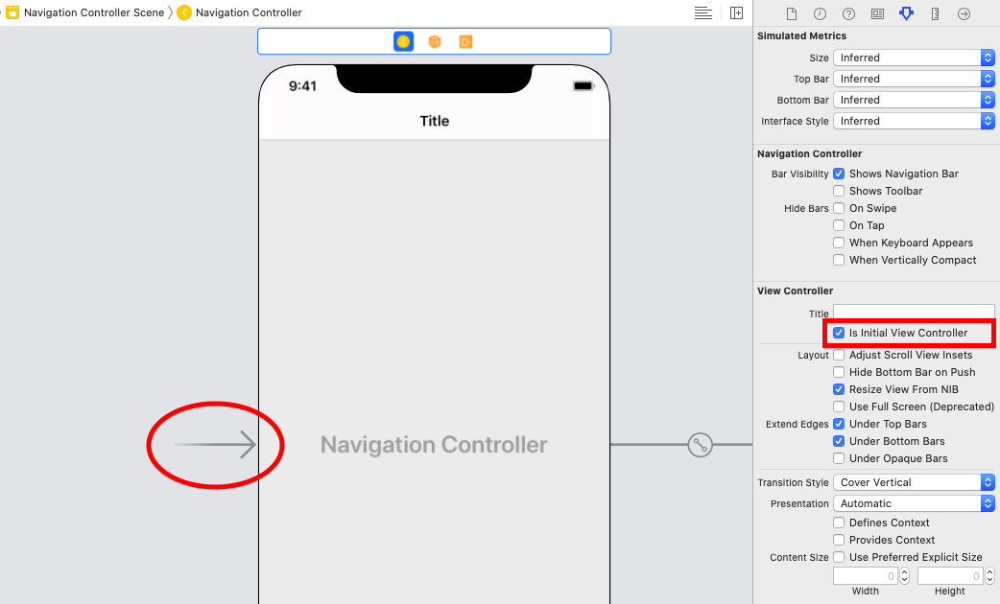 Navigation Controller Scene 〉 Navigation Controller
9:41
Title
Navigation Controller
Simulated Metrics
Size Inferred
Top Bar Inferred
Bottom Bar Inferred
Interface Style Inferred
Navigation Controller
Bar Visibility Shows Navigation Bar
Shows Toolbar
Hide Bars On Swipe
On Tap
When Keyboard Appears
When Vertically Compact
View Controller
Title
Is Initial View Controller
Layout Adjust Scroll View Insets
Hide Bottom Bar on Push
Resize View From NIB
Use Full Screen (Deprecated)
Extend Edges Under Top Bars
Under Bottom Bars
Under Opaque Bars
Transition Style Cover Vertical
Presentation Automatic
Defines Context
Provides Context
Content Size Use Preferred Explicit Size
0 0
Width Height